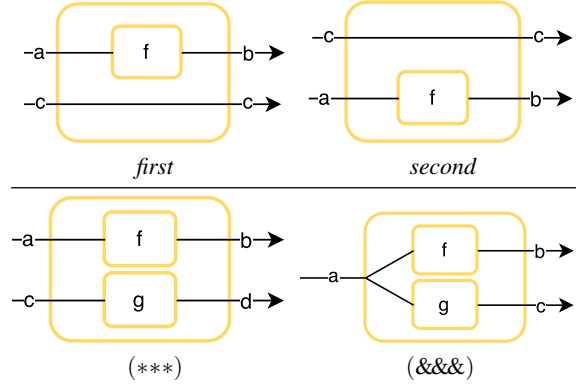 a f b
c c
first
c c
a f b
second
a f b
c g d
(***)
f b
a
g c
(&&&)